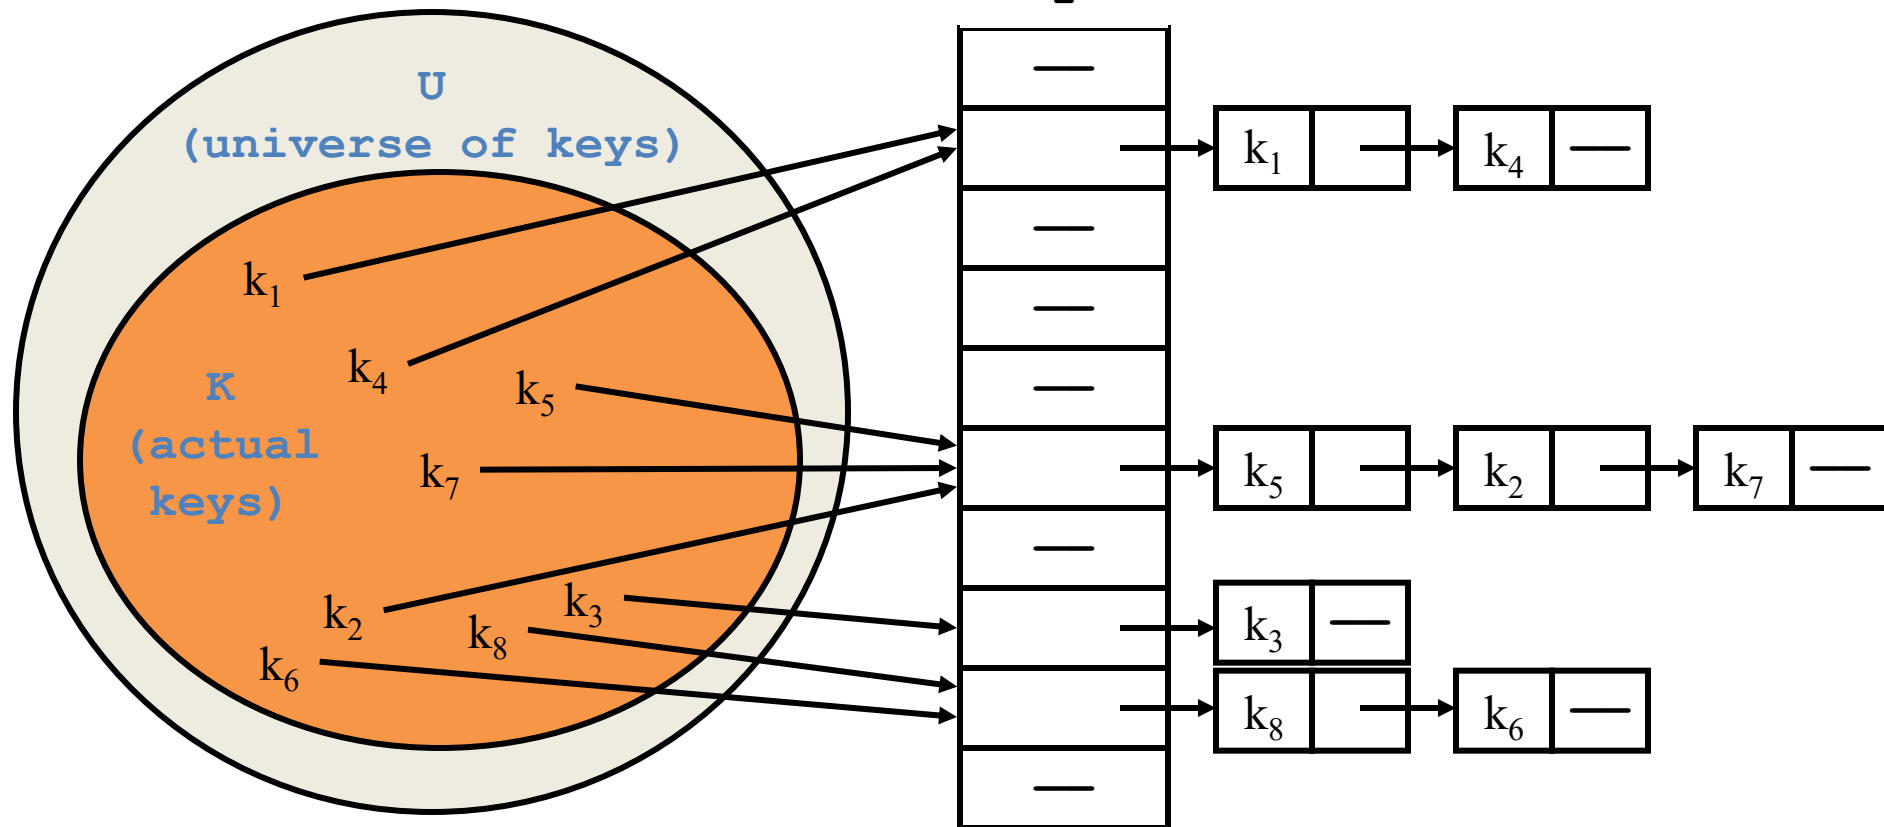 U
(universe of keys)
k₁
k₄
k₁
k₄
K
(actual
keys)
k₅
k₇
k₅
k₂
k₇
k₂
k₃
k₈
k₆
k₃
k₈
k₆